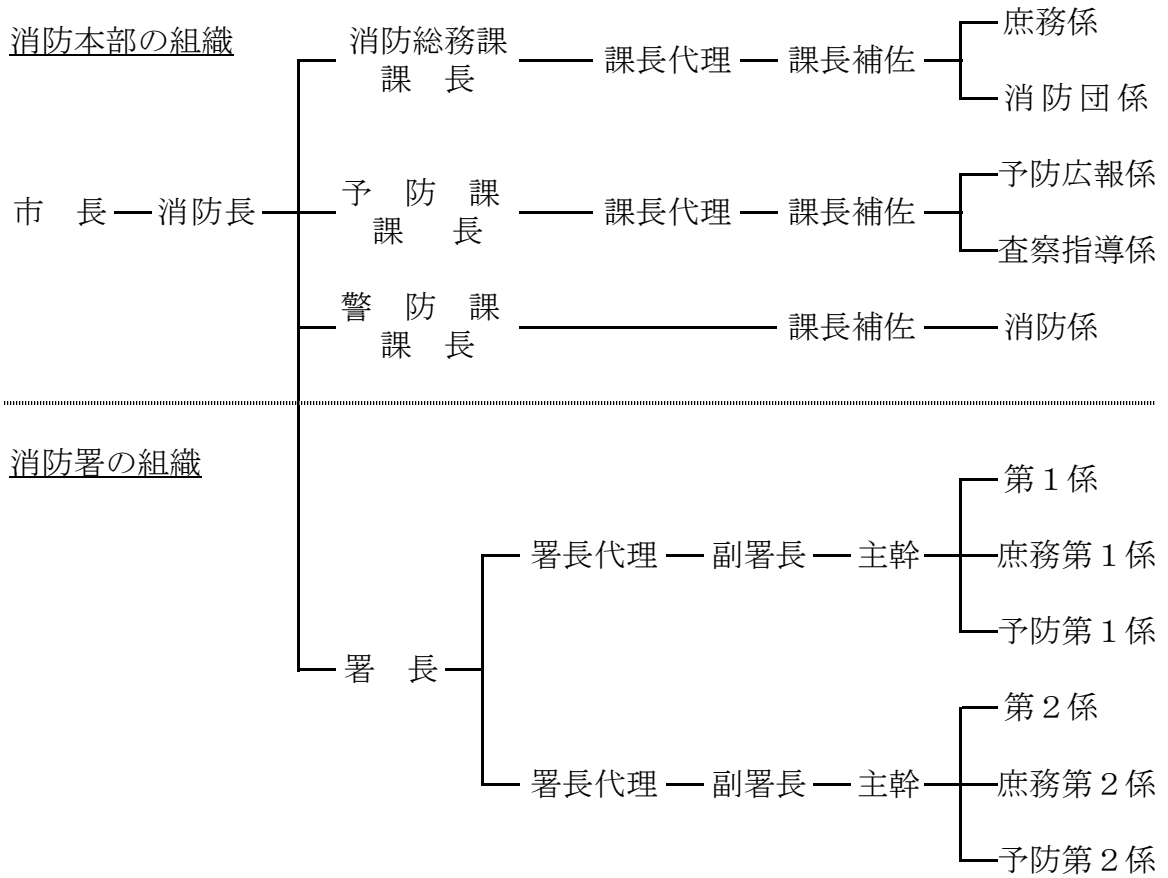 消防本部の組織
消防総務課
課　長
課長代理
課長補佐
庶務係
消防団係
市　長
消防長
予　防　課
課　長
課長代理
課長補佐
予防広報係
査察指導係
警　防　課
課　長
課長補佐
消防係
消防署の組織
署　長
署長代理
副署長
主幹
第１係
庶務第１係
予防第１係
署長代理
副署長
主幹
第２係
庶務第２係
予防第２係